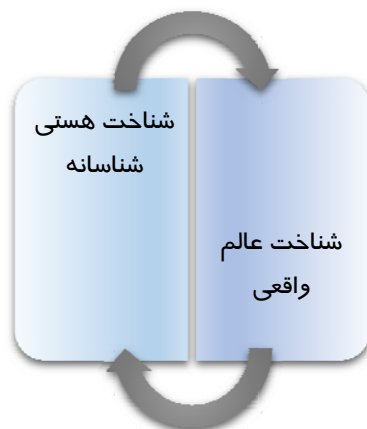 شناخت هستی
شناسانه
شناخت عالم
واقعی